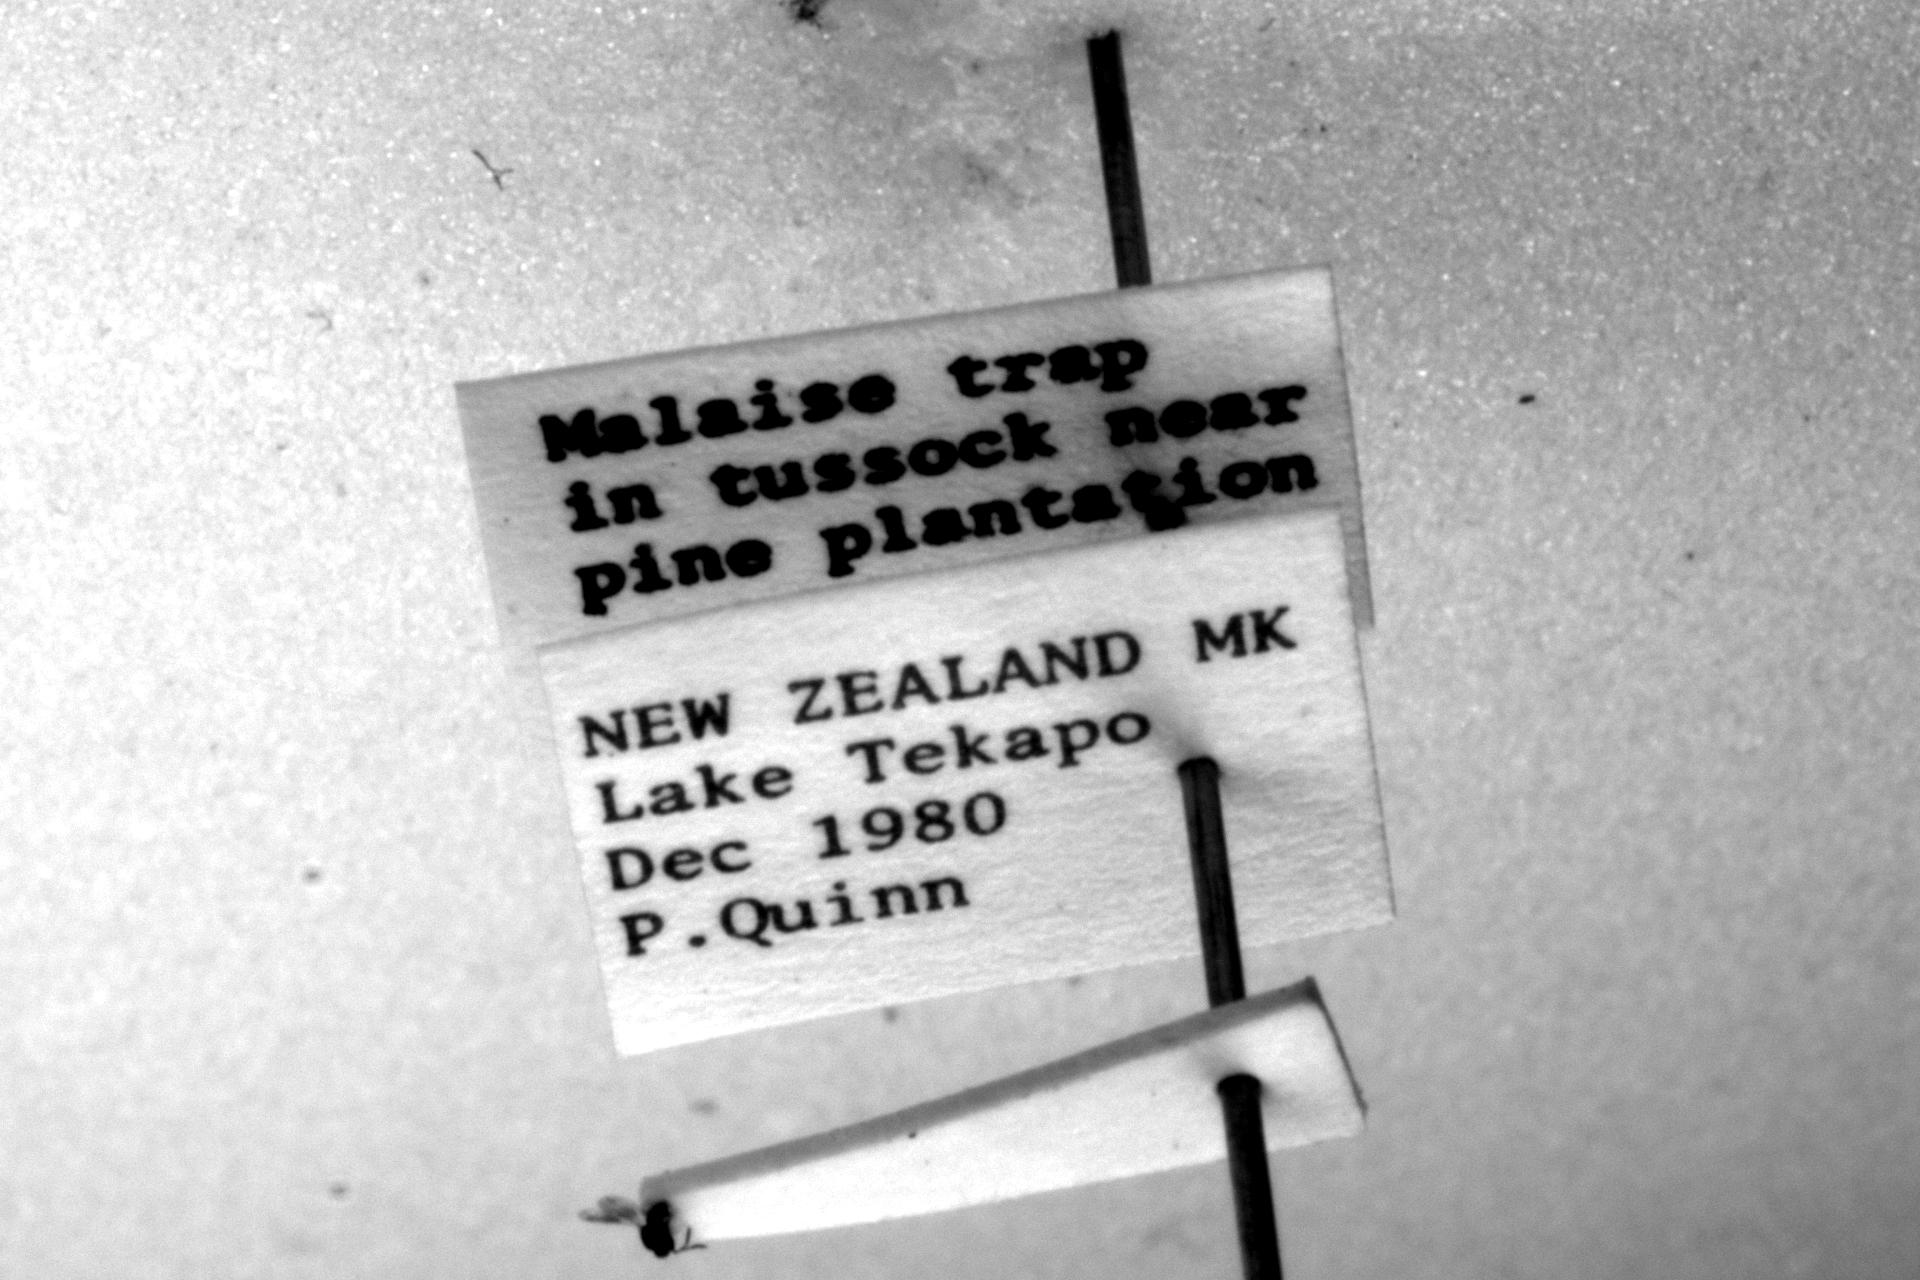 Malaise trap
in tussock near
pine plantation
NEW ZEALAND MK
Lake Tekapo
Dec 1980
P.Quinn